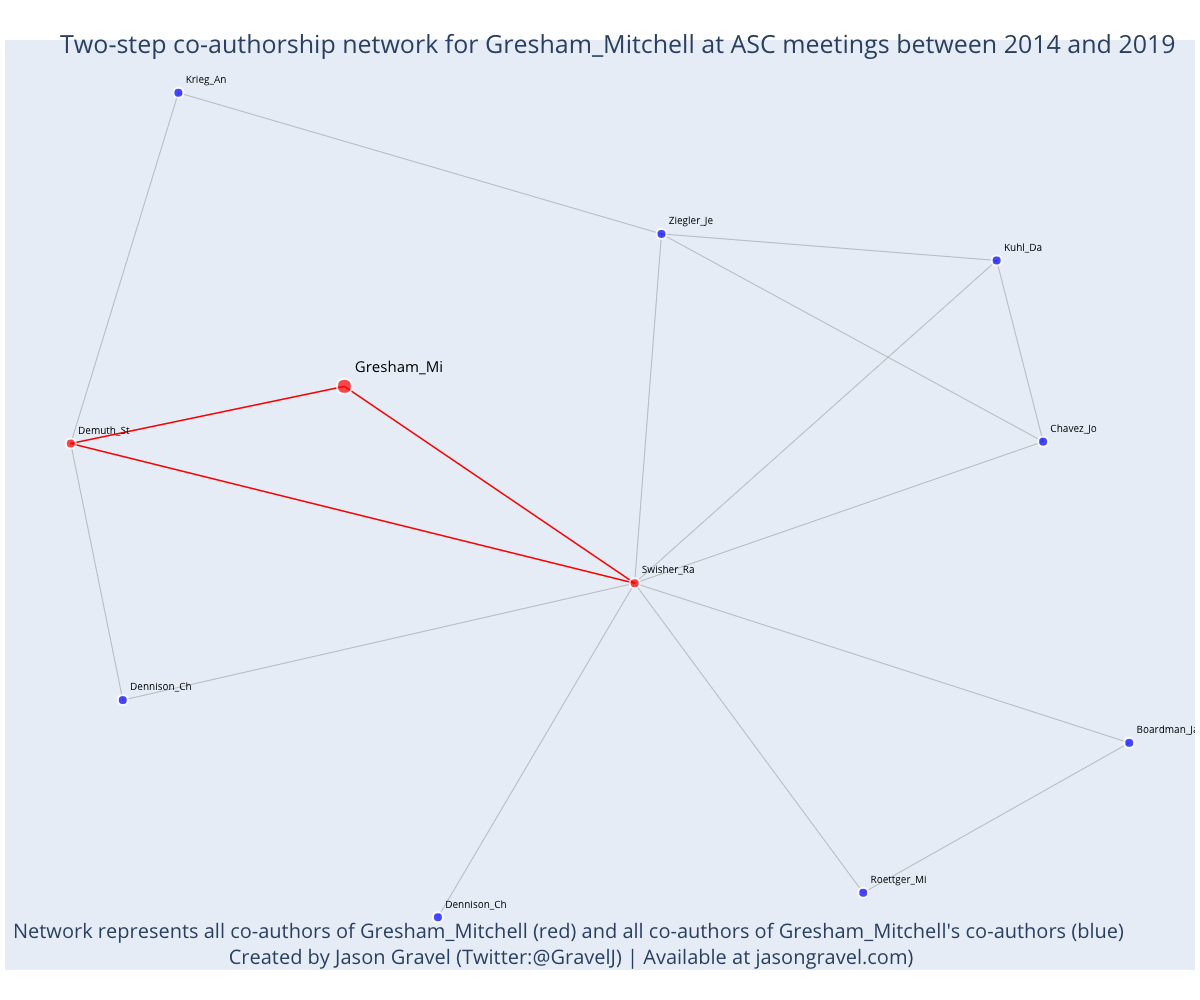 Two-step co-authorship network for Gresham_Mitchell at ASC meetings between 2014 and 2019
Krieg_An
Ziegler_Je
Kuhl_Da
Gresham_Mi
Demuth_St
Chavez_Jo
Swisher_Ra
Dennison_Ch
Boardman_Ja
Roettger_Mi
Dennison_Ch
Network represents all co-authors of Gresham_Mitchell (red) and all co-authors of Gresham_Mitchell's co-authors (blue)
Created by Jason Gravel (Twitter:@GravelJ) | Available at jasongravel.com)